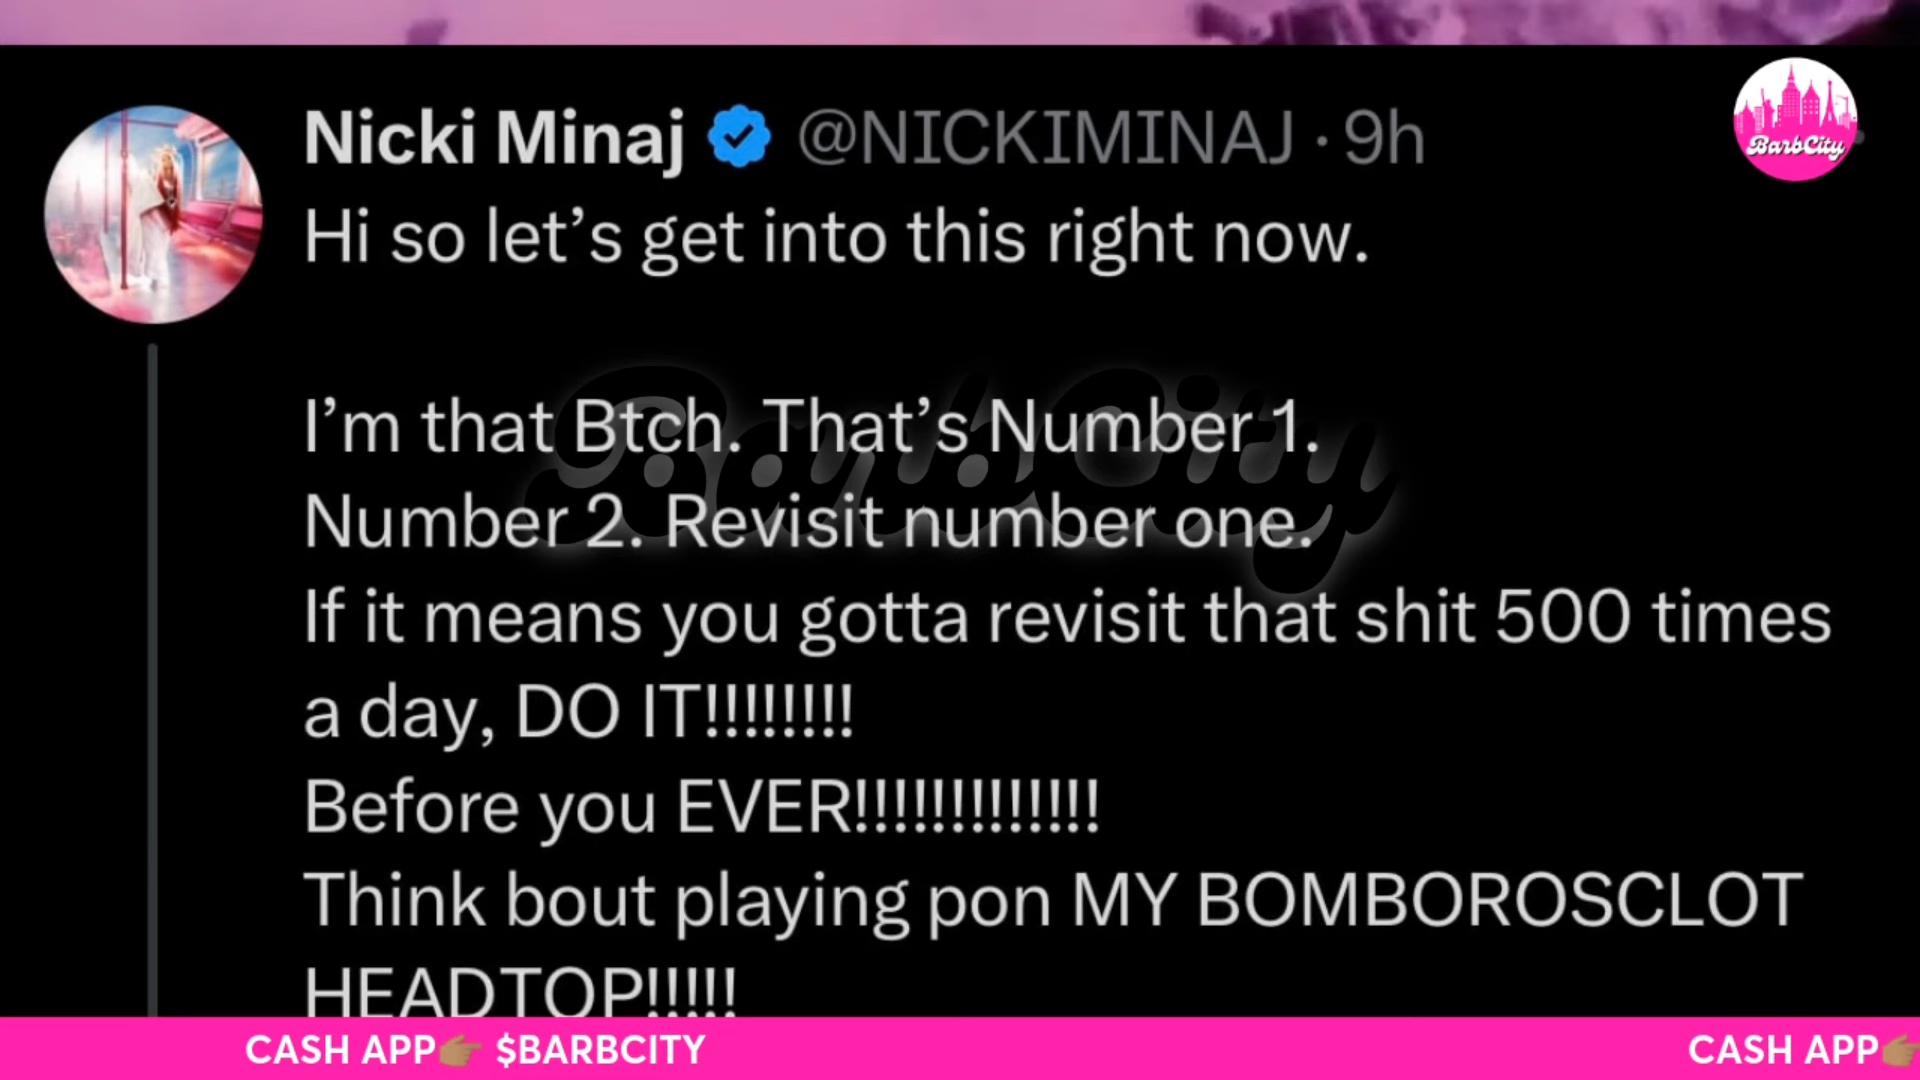 Nicki Minaj @NICKIMINAJ · 9h
BarbCity
Hi so let’s get into this right now.
I’m that Btch. That’s Number 1.
Number 2. Revisit number one.
If it means you gotta revisit that shit 500 times
a day, DO IT!!!!!!!!
Before you EVER!!!!!!!!!!!!!
Think bout playing pon MY BOMBOROSCLOT
HEADTOP!!!!!
BarbCity
CASH APP👉🏽 $BARBCITY
CASH APP👉🏽